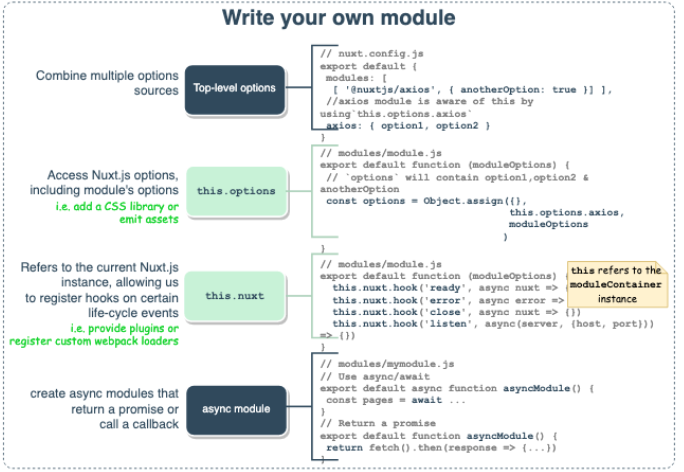 Write your own module
Combine multiple options
sources
Top-level options
// nuxt.config.js
export default {
modules: [
[ '@nuxtjs/axios', { anotherOption: true }] ],
//axios module is aware of this by
using`this.options.axios`
axios: { option1, option2 }
}
Access Nuxt.js options,
including module's options
i.e. add a CSS library or
emit assets
this.options
// modules/module.js
export default function (moduleOptions) {
// `options` will contain option1,option2 &
anotherOption
const options = Object.assign({},
this.options.axios,
moduleOptions
)
}
Refers to the current Nuxt.js
instance, allowing us
to register hooks on certain
life-cycle events
i.e. provide plugins or
register custom webpack loaders
this.nuxt
// modules/module.js
export default function (moduleOptions) {
this.nuxt.hook('ready', async nuxt => {
this.nuxt.hook('error', async error =>
this.nuxt.hook('close', async nuxt => {})
this.nuxt.hook('listen', async(server, {host, port}))
=> {})
}
this refers to the
moduleContainer
instance
create async modules that
return a promise or
call a callback
async module
// modules/mymodule.js
// Use async/await
export default async function asyncModule() {
const pages = await ...
}
// Return a promise
export default function asyncModule() {
return fetch().then(response => {...})
}